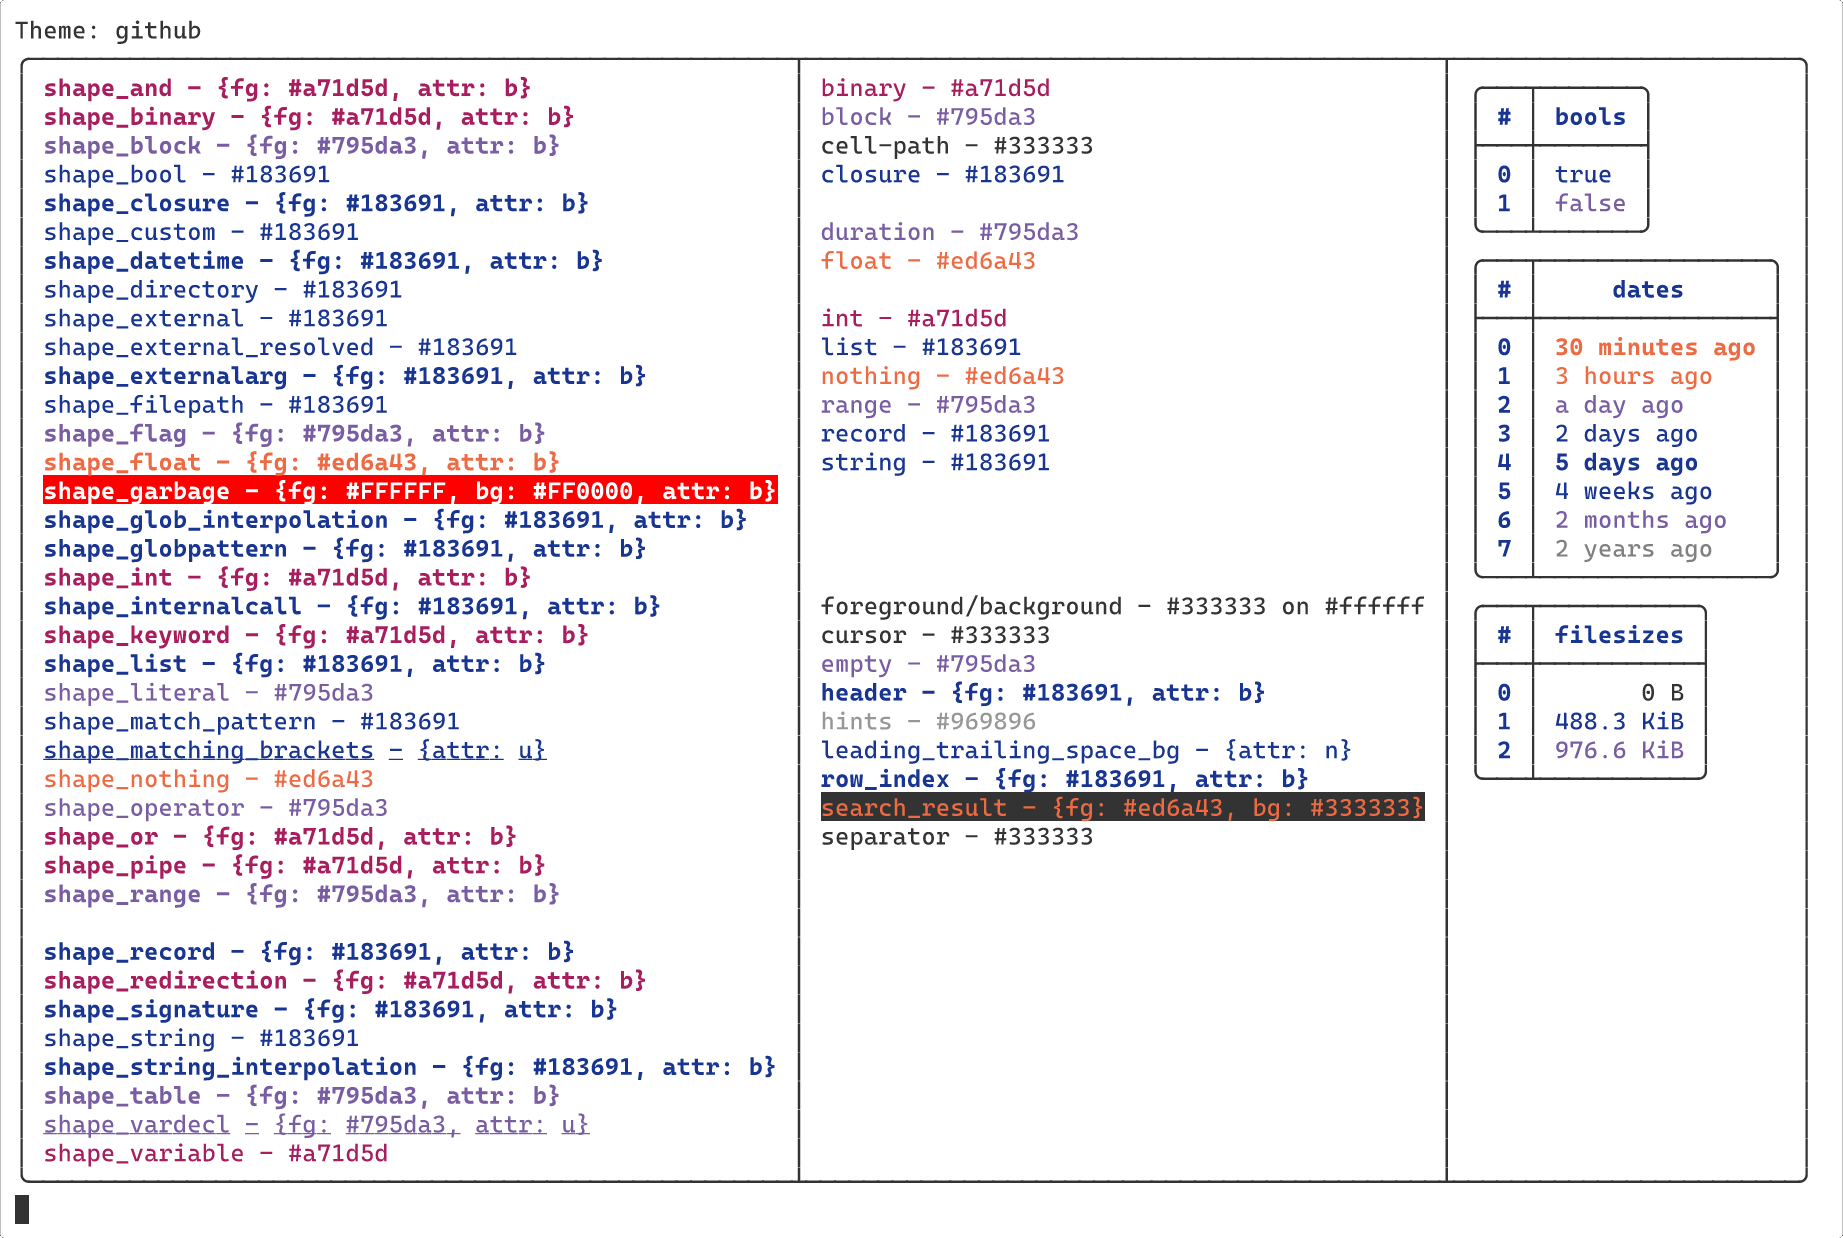 Theme: github
shape_and - {fg: #a71d5d, attr: b}
shape_binary - {fg: #a71d5d, attr: b}
shape_block - {fg: #795da3, attr: b}
shape_bool - #183691
shape_closure - {fg: #183691, attr: b}
shape_custom - #183691
shape_datetime - {fg: #183691, attr: b}
shape_directory - #183691
shape_external - #183691
shape_external_resolved - #183691
shape_externalarg - {fg: #183691, attr: b}
shape_filepath - #183691
shape_flag - {fg: #795da3, attr: b}
shape_float - {fg: #ed6a43, attr: b}
shape_garbage - {fg: #FFFFFF, bg: #FF0000, attr: b}
shape_glob_interpolation - {fg: #183691, attr: b}
shape_globpattern - {fg: #183691, attr: b}
shape_int - {fg: #a71d5d, attr: b}
shape_internalcall - {fg: #183691, attr: b}
shape_keyword - {fg: #a71d5d, attr: b}
shape_list - {fg: #183691, attr: b}
shape_literal - #795da3
shape_match_pattern - #183691
shape_matching_brackets - {attr: u}
shape_nothing - #ed6a43
shape_operator - #795da3
shape_or - {fg: #a71d5d, attr: b}
shape_pipe - {fg: #a71d5d, attr: b}
shape_range - {fg: #795da3, attr: b}
shape_record - {fg: #183691, attr: b}
shape_redirection - {fg: #a71d5d, attr: b}
shape_signature - {fg: #183691, attr: b}
shape_string - #183691
shape_string_interpolation - {fg: #183691, attr: b}
shape_table - {fg: #795da3, attr: b}
shape_vardecl - {fg: #795da3, attr: u}
shape_variable - #a71d5d
binary - #a71d5d
block - #795da3
cell-path - #333333
closure - #183691
duration - #795da3
float - #ed6a43
int - #a71d5d
list - #183691
nothing - #ed6a43
range - #795da3
record - #183691
string - #183691
foreground/background - #333333 on #ffffff
cursor - #333333
empty - #795da3
header - {fg: #183691, attr: b}
hints - #969896
leading_trailing_space_bg - {attr: n}
row_index - {fg: #183691, attr: b}
search_result - {fg: #ed6a43, bg: #333333}
separator - #333333
# bools
0 true
1 false
# dates
0 30 minutes ago
1 3 hours ago
2 a day ago
3 2 days ago
4 5 days ago
5 4 weeks ago
6 2 months ago
7 2 years ago
# filesizes
0 0 B
1 488.3 KiB
2 976.6 KiB